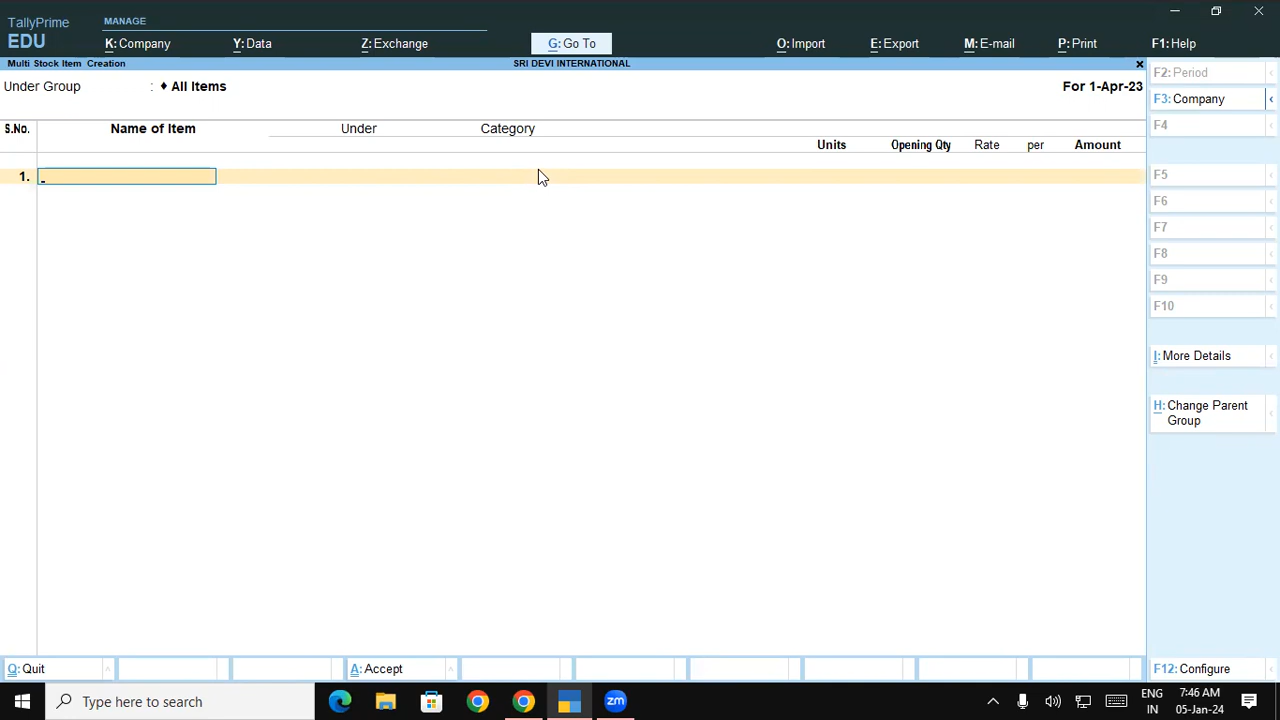 TallyPrime
EDU
MANAGE
K: Company
Y: Data
Z: Exchange
G: Go To
O: Import
E: Export
M: E-mail
P: Print
F1: Help
Multi Stock Item Creation
SRI DEVI INTERNATIONAL
Under Group : ♦ All Items
For 1-Apr-23
S.No. Name of Item Under Category
Units Opening Qty Rate per Amount
1.
F2: Period
F3: Company
F4
F5
F6
F7
F8
F9
F10
I: More Details
H: Change Parent
Group
Q: Quit
A: Accept
F12: Configure
Type here to search
zm
ENG
IN
7:46 AM
05-Jan-24